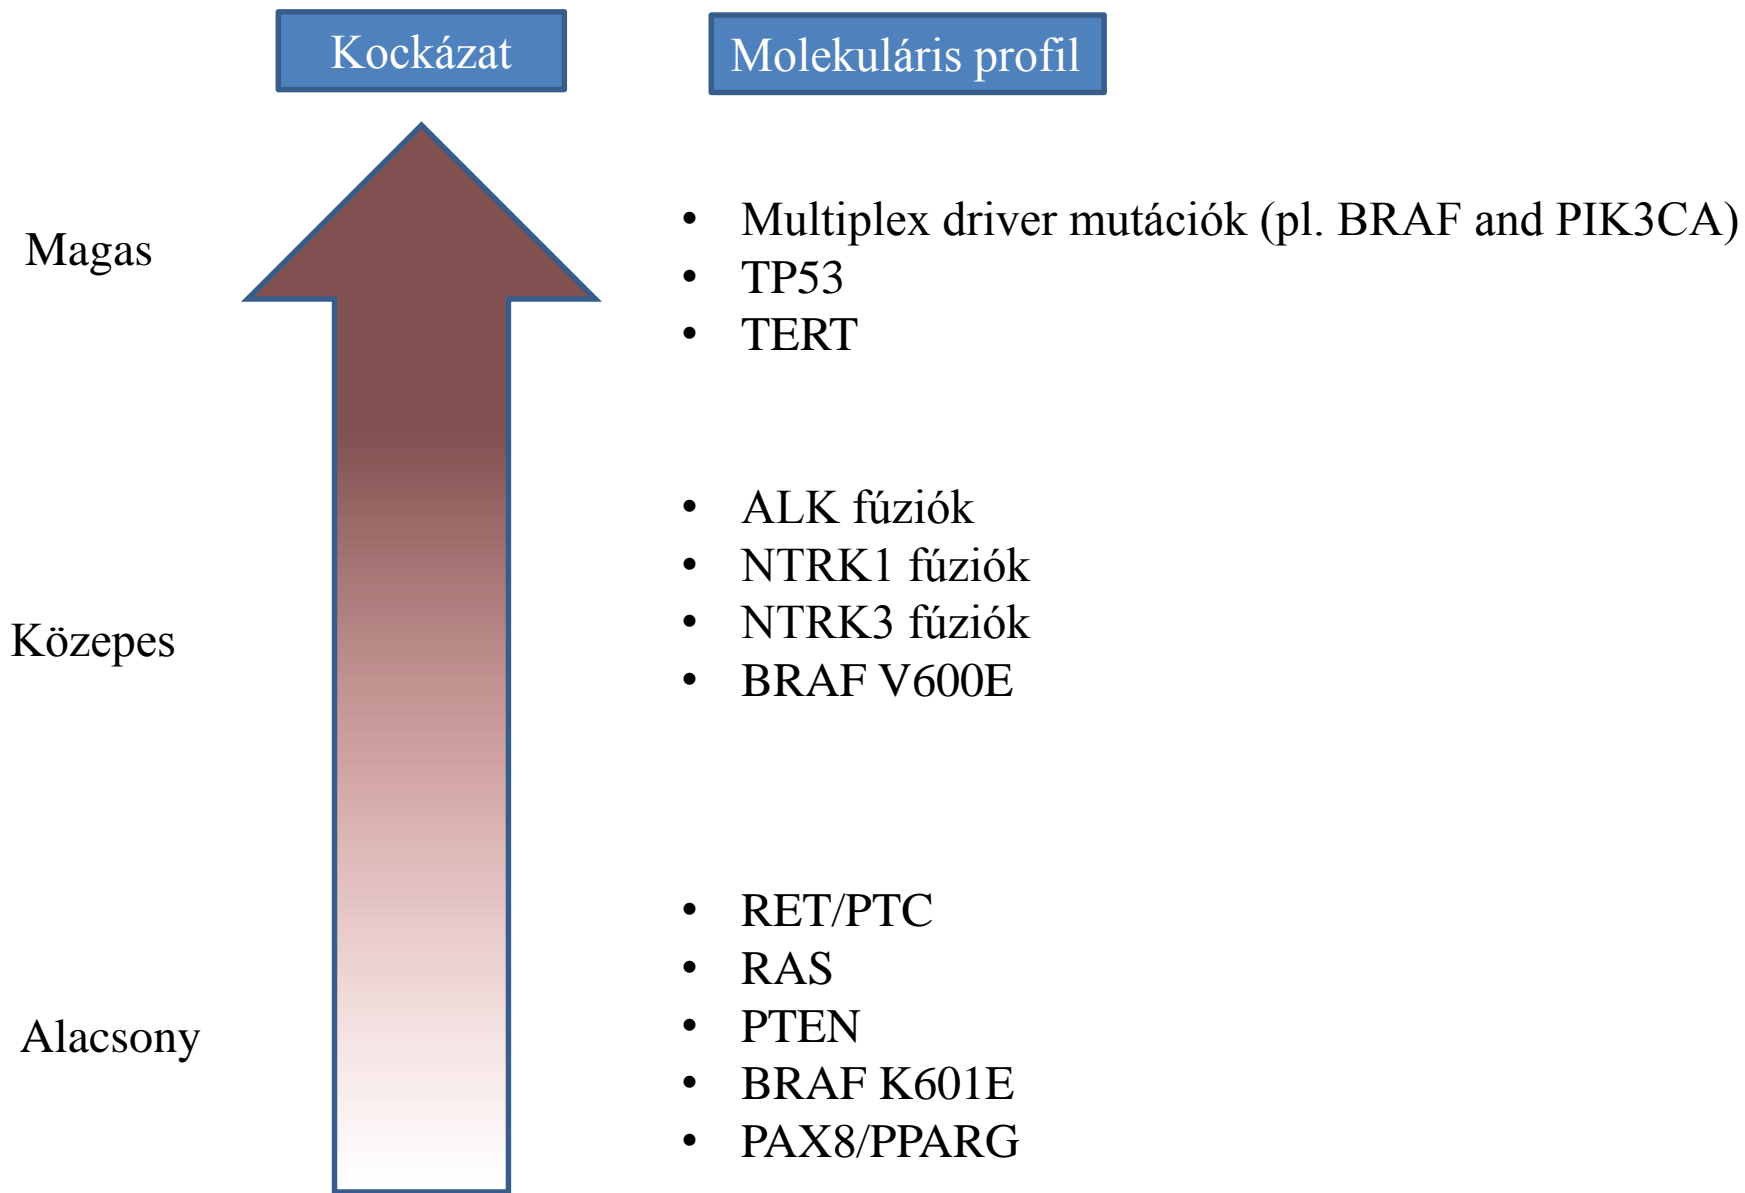 Kockázat
Molekuláris profil
Magas
• Multiplex driver mutációk (pl. BRAF and PIK3CA)
• TP53
• TERT
Közepes
• ALK fúziók
• NTRK1 fúziók
• NTRK3 fúziók
• BRAF V600E
Alacsony
• RET/PTC
• RAS
• PTEN
• BRAF K601E
• PAX8/PPARG